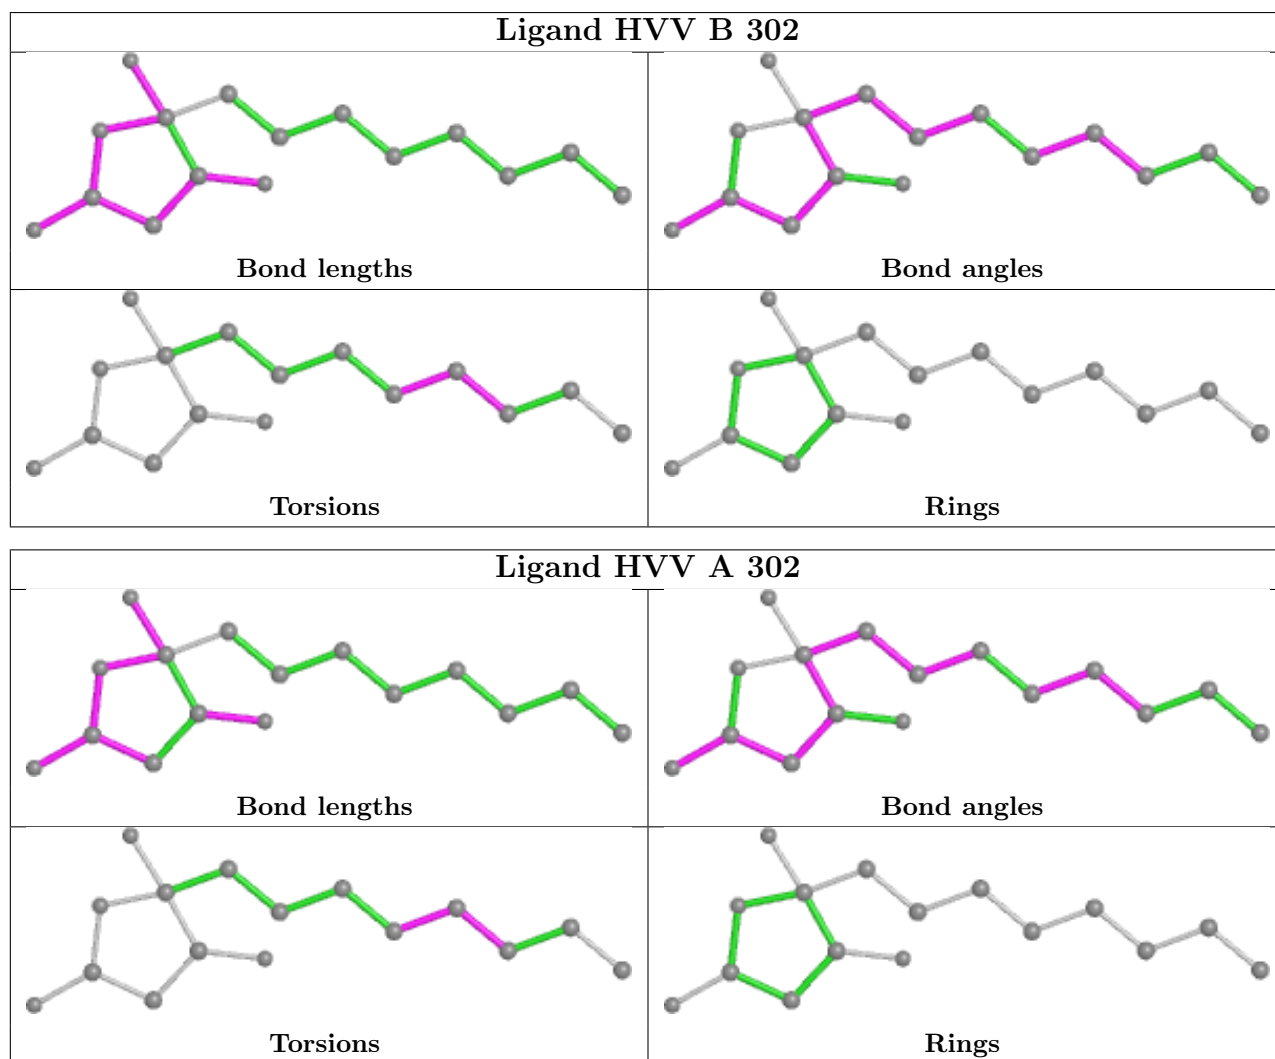 Ligand HVV B 302
Bond lengths
Bond angles
Torsions
Rings
Ligand HVV A 302
Bond lengths
Bond angles
Torsions
Rings